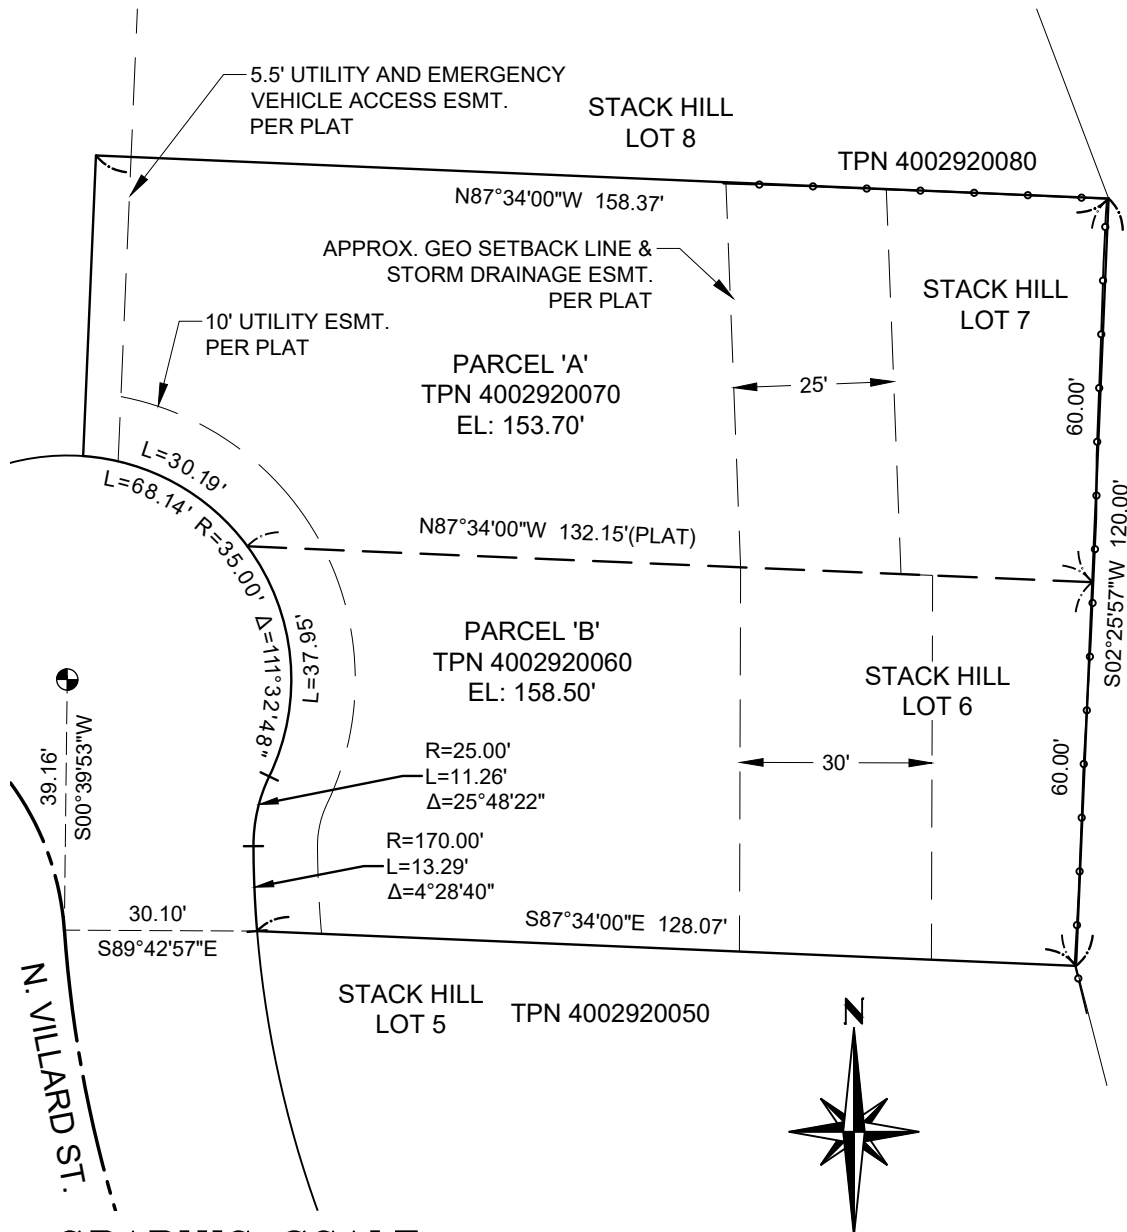 5.5' UTILITY AND EMERGENCY
VEHICLE ACCESS ESMT.
PER PLAT
STACK HILL
LOT 8
TPN 4002920080
N87°34'00"W 158.37'
APPROX. GEO SETBACK LINE &
STORM DRAINAGE ESMT.
PER PLAT
STACK HILL
LOT 7
10' UTILITY ESMT.
PER PLAT
PARCEL 'A'
TPN 4002920070
EL: 153.70'
25'
60.00'
L=30.19'
L=68.14' R=35.00' Δ=111°32'48"
N87°34'00"W 132.15'(PLAT)
S02°25'57"W 120.00'
L=37.95'
PARCEL 'B'
TPN 4002920060
EL: 158.50'
STACK HILL
LOT 6
39.16'
S00°39'53"W
R=25.00'
L=11.26'
Δ=25°48'22"
30'
60.00'
R=170.00'
L=13.29'
Δ=4°28'40"
30.10'
S89°42'57"E
S87°34'00"E 128.07'
N. VILLARD ST.
STACK HILL
LOT 5
TPN 4002920050
N